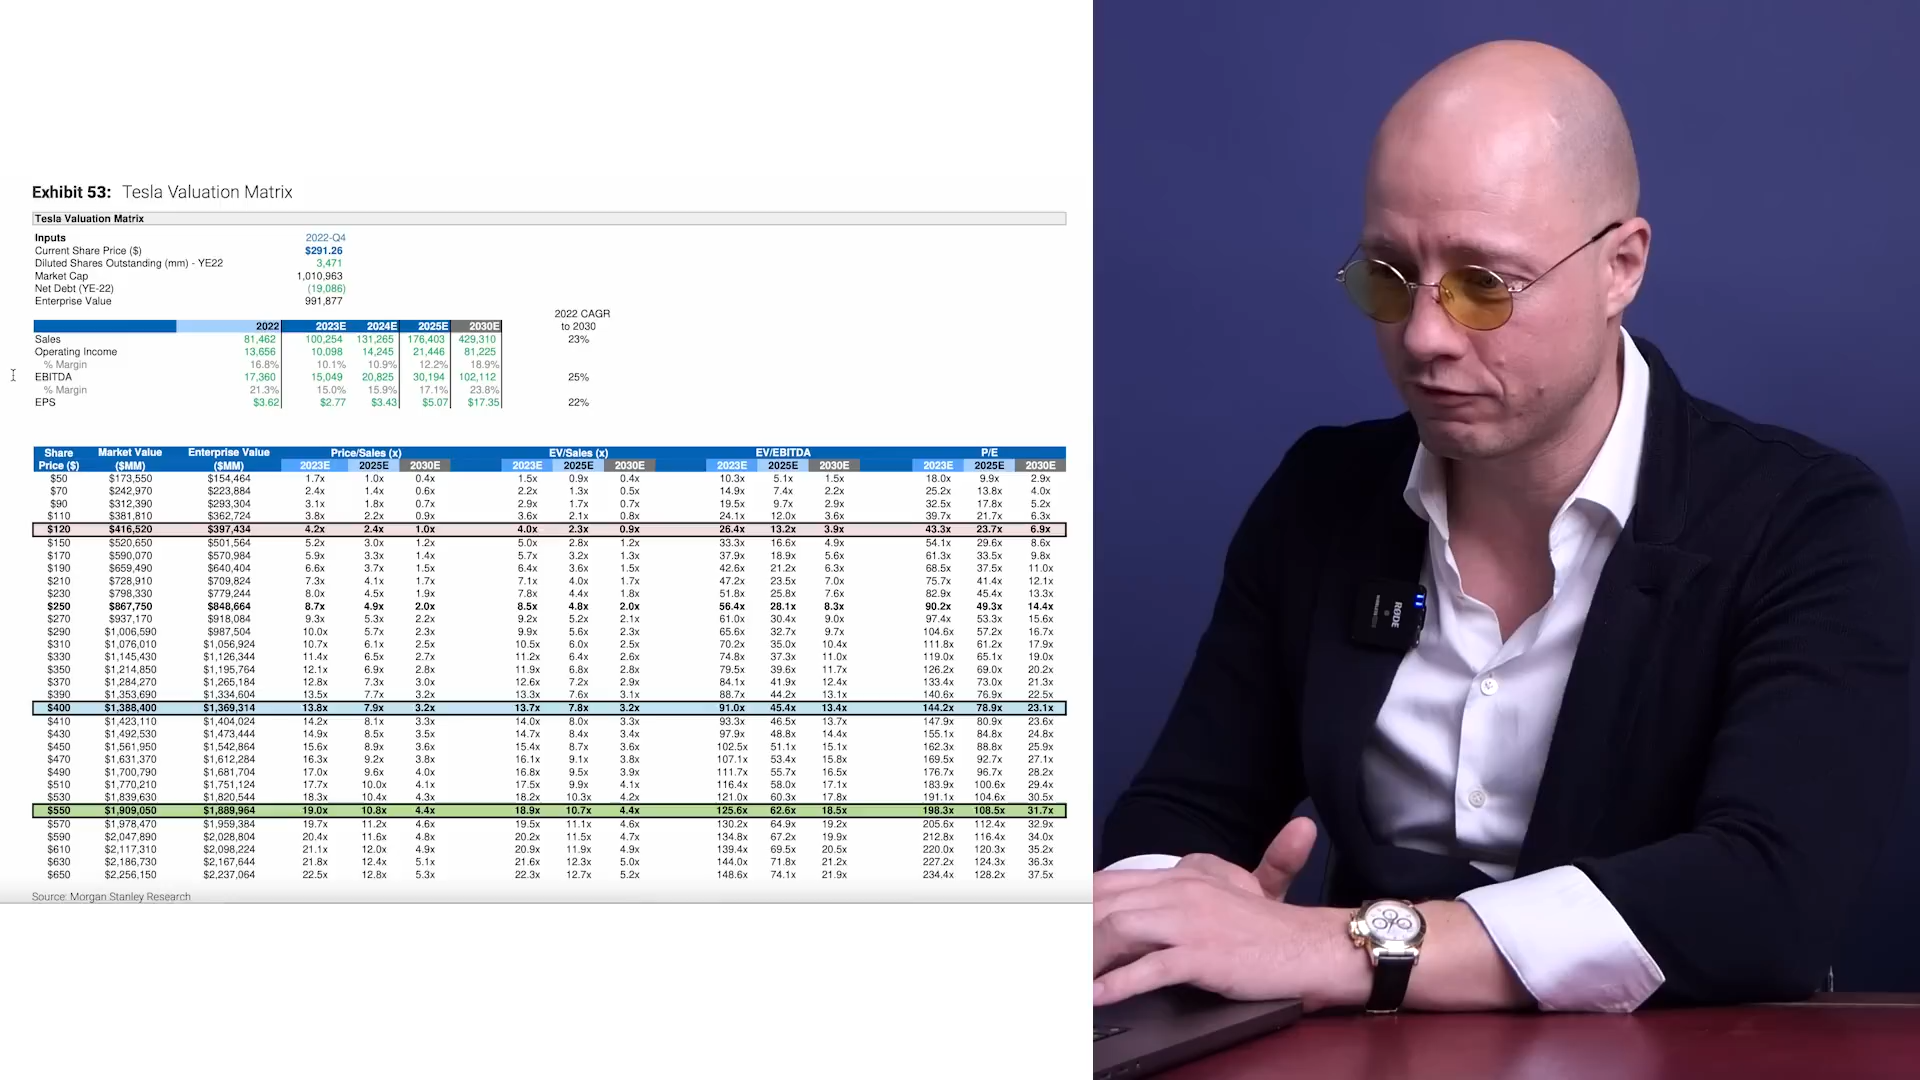 Exhibit 53: Tesla Valuation Matrix
Tesla Valuation Matrix
Inputs 2022-Q4
Current Share Price ($) $291.26
Diluted Shares Outstanding (mm) - YE22 3,471
Market Cap 1,010,963
Net Debt (YE-22) (19,086)
Enterprise Value 991,877
2022 CAGR
2022 2023E 2024E 2025E 2030E to 2030
Sales 81,462 100,254 131,265 176,403 429,310 23%
Operating Income 13,656 10,098 14,245 21,446 81,225
% Margin 16.8% 10.1% 10.9% 12.2% 18.9%
EBITDA 17,360 15,049 20,825 30,194 102,112 25%
% Margin 21.3% 15.0% 15.9% 17.1% 23.8%
EPS $3.62 $2.77 $3.43 $5.07 $17.35 22%
Share Market Value Enterprise Value Price/Sales (x) EV/Sales (x) EV/EBITDA P/E
Price ($) ($MM) ($MM) 2023E 2025E 2030E 2023E 2025E 2030E 2023E 2025E 2030E 2023E 2025E 2030E
$50 $173,550 $154,464 1.7x 1.0x 0.4x 1.5x 0.9x 0.4x 10.3x 5.1x 1.5x 18.0x 9.9x 2.9x
$70 $242,970 $223,884 2.4x 1.4x 0.6x 2.2x 1.3x 0.5x 14.9x 7.4x 2.2x 25.2x 13.8x 4.0x
$90 $312,390 $293,304 3.1x 1.8x 0.7x 2.9x 1.7x 0.7x 19.5x 9.7x 2.9x 32.5x 17.8x 5.2x
$110 $381,810 $362,724 3.8x 2.2x 0.9x 3.6x 2.1x 0.8x 24.1x 12.0x 3.6x 39.7x 21.7x 6.3x
$120 $416,520 $397,434 4.2x 2.4x 1.0x 4.0x 2.3x 0.9x 26.4x 13.2x 3.9x 43.3x 23.7x 6.9x
$150 $520,650 $501,564 5.2x 3.0x 1.2x 5.0x 2.8x 1.2x 33.3x 16.6x 4.9x 54.1x 29.6x 8.6x
$170 $590,070 $570,984 5.9x 3.3x 1.4x 5.7x 3.2x 1.3x 37.9x 18.9x 5.6x 61.3x 33.5x 9.8x
$190 $659,490 $640,404 6.6x 3.7x 1.5x 6.4x 3.6x 1.5x 42.6x 21.2x 6.3x 68.5x 37.5x 11.0x
$210 $728,910 $709,824 7.3x 4.1x 1.7x 7.1x 4.0x 1.7x 47.2x 23.5x 7.0x 75.7x 41.4x 12.1x
$230 $798,330 $779,244 8.0x 4.5x 1.9x 7.8x 4.4x 1.8x 51.8x 25.8x 7.6x 82.9x 45.4x 13.3x
$250 $867,750 $848,664 8.7x 4.9x 2.0x 8.5x 4.8x 2.0x 56.4x 28.1x 8.3x 90.2x 49.3x 14.4x
$270 $937,170 $918,084 9.3x 5.3x 2.2x 9.2x 5.2x 2.1x 61.0x 30.4x 9.0x 97.4x 53.3x 15.6x
$290 $1,006,590 $987,504 10.0x 5.7x 2.3x 9.9x 5.6x 2.3x 65.6x 32.7x 9.7x 104.6x 57.2x 16.7x
$310 $1,076,010 $1,056,924 10.7x 6.1x 2.5x 10.5x 6.0x 2.5x 70.2x 35.0x 10.4x 111.8x 61.2x 17.9x
$330 $1,145,430 $1,126,344 11.4x 6.5x 2.7x 11.2x 6.4x 2.6x 74.8x 37.3x 11.0x 119.0x 65.1x 19.0x
$350 $1,214,850 $1,195,764 12.1x 6.9x 2.8x 11.9x 6.8x 2.8x 79.5x 39.6x 11.7x 126.2x 69.0x 20.2x
$370 $1,284,270 $1,265,184 12.8x 7.3x 3.0x 12.6x 7.2x 2.9x 84.1x 41.9x 12.4x 133.4x 73.0x 21.3x
$390 $1,353,690 $1,334,604 13.5x 7.7x 3.2x 13.3x 7.6x 3.1x 88.7x 44.2x 13.1x 140.6x 76.9x 22.5x
$400 $1,388,400 $1,369,314 13.8x 7.9x 3.2x 13.7x 7.8x 3.2x 91.0x 45.4x 13.4x 144.2x 78.9x 23.1x
$410 $1,423,110 $1,404,024 14.2x 8.1x 3.3x 14.0x 8.0x 3.3x 93.3x 46.5x 13.7x 147.9x 80.9x 23.6x
$430 $1,492,530 $1,473,444 14.9x 8.5x 3.5x 14.7x 8.4x 3.4x 97.9x 48.8x 14.4x 155.1x 84.8x 24.8x
$450 $1,561,950 $1,542,864 15.6x 8.9x 3.6x 15.4x 8.7x 3.6x 102.5x 51.1x 15.1x 162.3x 88.8x 25.9x
$470 $1,631,370 $1,612,284 16.3x 9.2x 3.8x 16.1x 9.1x 3.8x 107.1x 53.4x 15.8x 169.5x 92.7x 27.1x
$490 $1,700,790 $1,681,704 17.0x 9.6x 4.0x 16.8x 9.5x 3.9x 111.7x 55.7x 16.5x 176.7x 96.7x 28.2x
$510 $1,770,210 $1,751,124 17.7x 10.0x 4.1x 17.5x 9.9x 4.1x 116.4x 58.0x 17.1x 183.9x 100.6x 29.4x
$530 $1,839,630 $1,820,544 18.3x 10.4x 4.3x 18.2x 10.3x 4.2x 121.0x 60.3x 17.8x 191.1x 104.6x 30.5x
$550 $1,909,050 $1,889,964 19.0x 10.8x 4.4x 18.9x 10.7x 4.4x 125.6x 62.6x 18.5x 198.3x 108.5x 31.7x
$570 $1,978,470 $1,959,384 19.7x 11.2x 4.6x 19.5x 11.1x 4.6x 130.2x 64.9x 19.2x 205.6x 112.4x 32.9x
$590 $2,047,890 $2,028,804 20.4x 11.6x 4.8x 20.2x 11.5x 4.7x 134.8x 67.2x 19.9x 212.8x 116.4x 34.0x
$610 $2,117,310 $2,098,224 21.1x 12.0x 4.9x 20.9x 11.9x 4.9x 139.4x 69.5x 20.5x 220.0x 120.3x 35.2x
$630 $2,186,730 $2,167,644 21.8x 12.4x 5.1x 21.6x 12.3x 5.0x 144.0x 71.8x 21.2x 227.2x 124.3x 36.3x
$650 $2,256,150 $2,237,064 22.5x 12.8x 5.3x 22.3x 12.7x 5.2x 148.6x 74.1x 21.9x 234.4x 128.2x 37.5x
Source: Morgan Stanley Research
RØDE